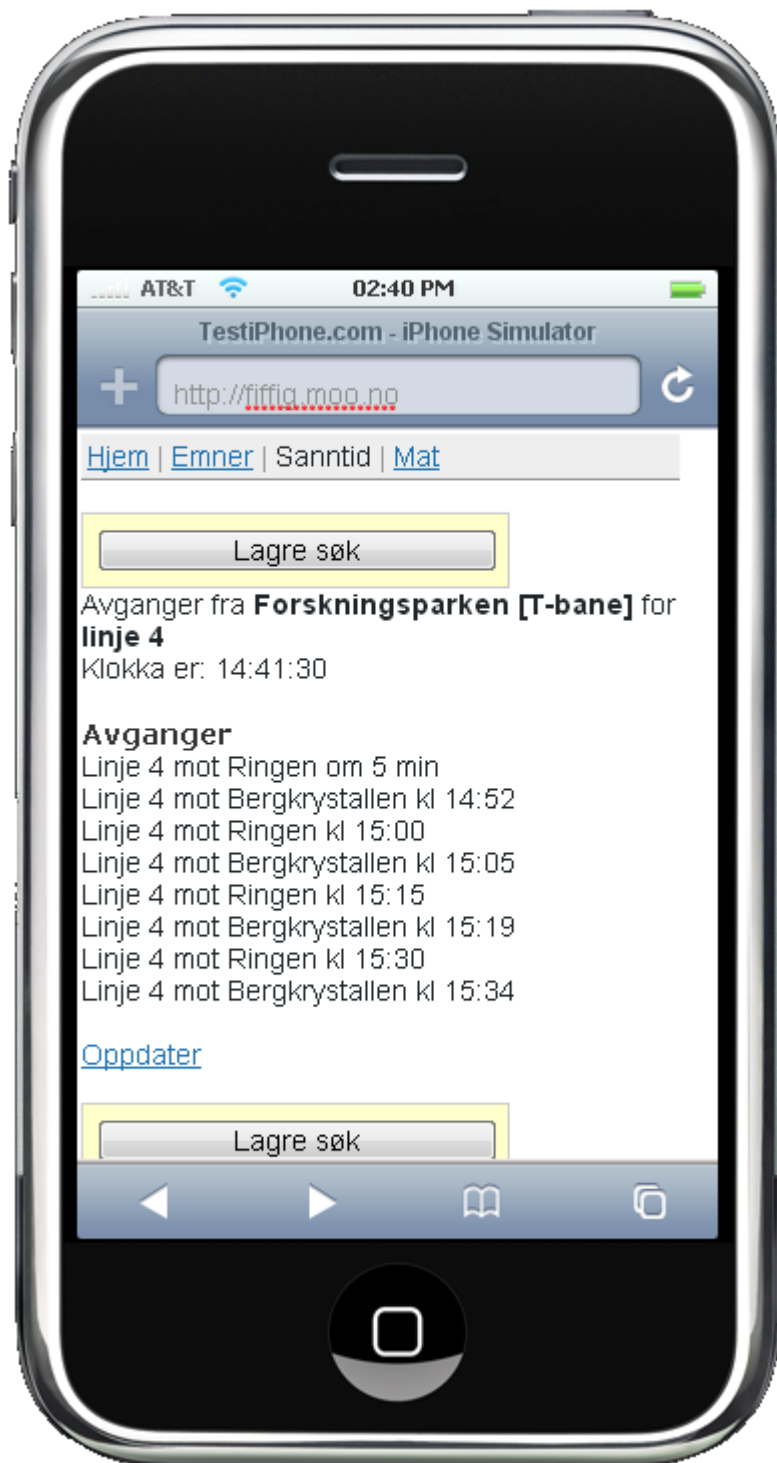 AT&T 02:40 PM
TestiPhone.com - iPhone Simulator
http://fiffig.moo.no
Hjem | Emner | Sanntid | Mat
Lagre søk
Avganger fra Forskningsparken [T-bane] for
linje 4
Klokka er: 14:41:30
Avganger
Linje 4 mot Ringen om 5 min
Linje 4 mot Bergkrystallen kl 14:52
Linje 4 mot Ringen kl 15:00
Linje 4 mot Bergkrystallen kl 15:05
Linje 4 mot Ringen kl 15:15
Linje 4 mot Bergkrystallen kl 15:19
Linje 4 mot Ringen kl 15:30
Linje 4 mot Bergkrystallen kl 15:34
Oppdater
Lagre søk